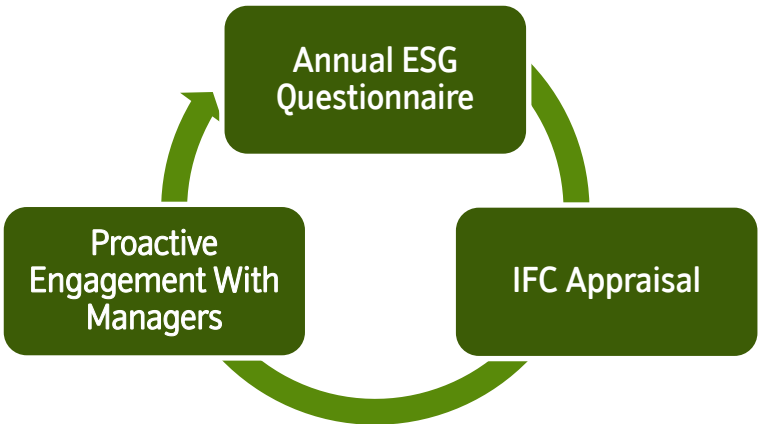 Annual ESG
Questionnaire
Proactive
Engagement With
Managers
IFC Appraisal